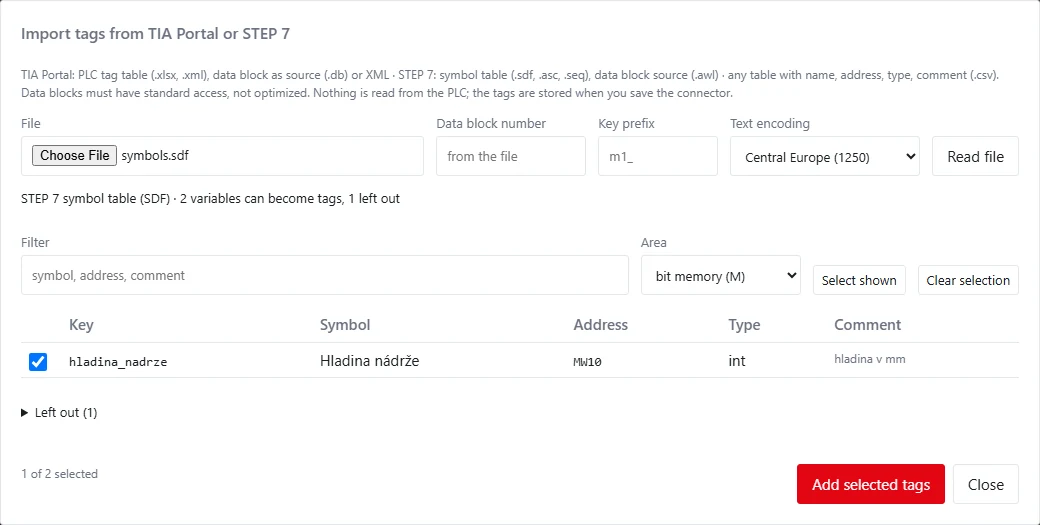 Import tags from TIA Portal or STEP 7
TIA Portal: PLC tag table (.xlsx, .xml), data block as source (.db) or XML · STEP 7: symbol table (.sdf, .asc, .seq), data block source (.awl) · any table with name, address, type, comment (.csv).
Data blocks must have standard access, not optimized. Nothing is read from the PLC; the tags are stored when you save the connector.
File Data block number Key prefix Text encoding
Choose File symbols.sdf from the file m1_ Central Europe (1250) Read file
STEP 7 symbol table (SDF) · 2 variables can become tags, 1 left out
Filter Area
symbol, address, comment bit memory (M) Select shown Clear selection
Key Symbol Address Type Comment
hladina_nadrze Hladina nádrže MW10 int hladina v mm
Left out (1)
1 of 2 selected Add selected tags Close